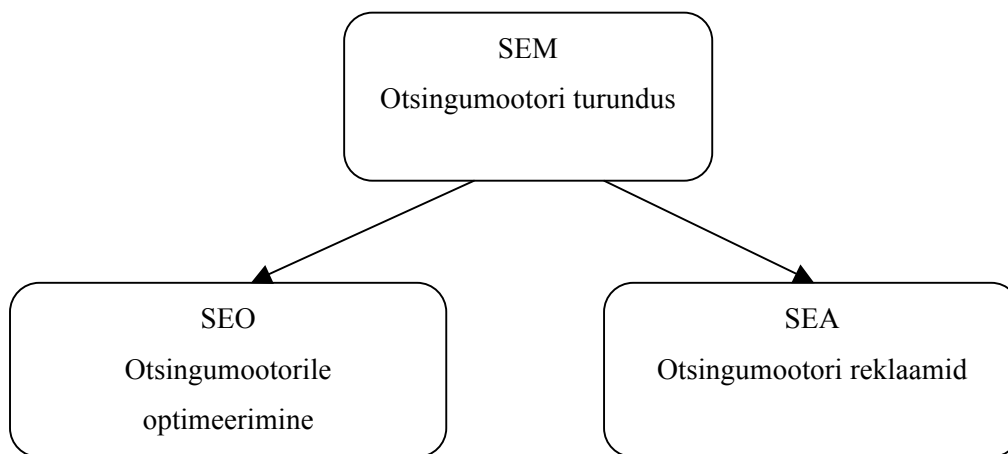 SEM
Otsingumootori turundus
SEO
Otsingumootorile
optimeerimine
SEA
Otsingumootori reklaamid